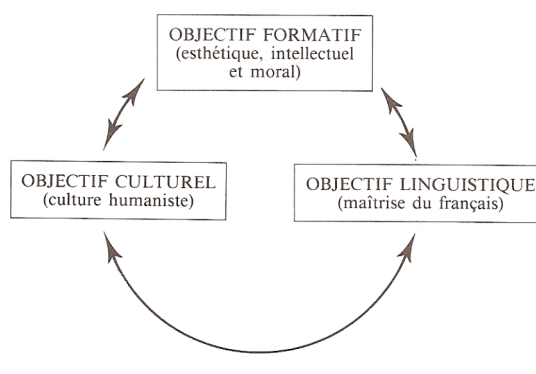 OBJECTIF FORMATIF
(esthétique, intellectuel
et moral)
OBJECTIF CULTUREL
(culture humaniste)
OBJECTIF LINGUISTIQUE
(maîtrise du français)